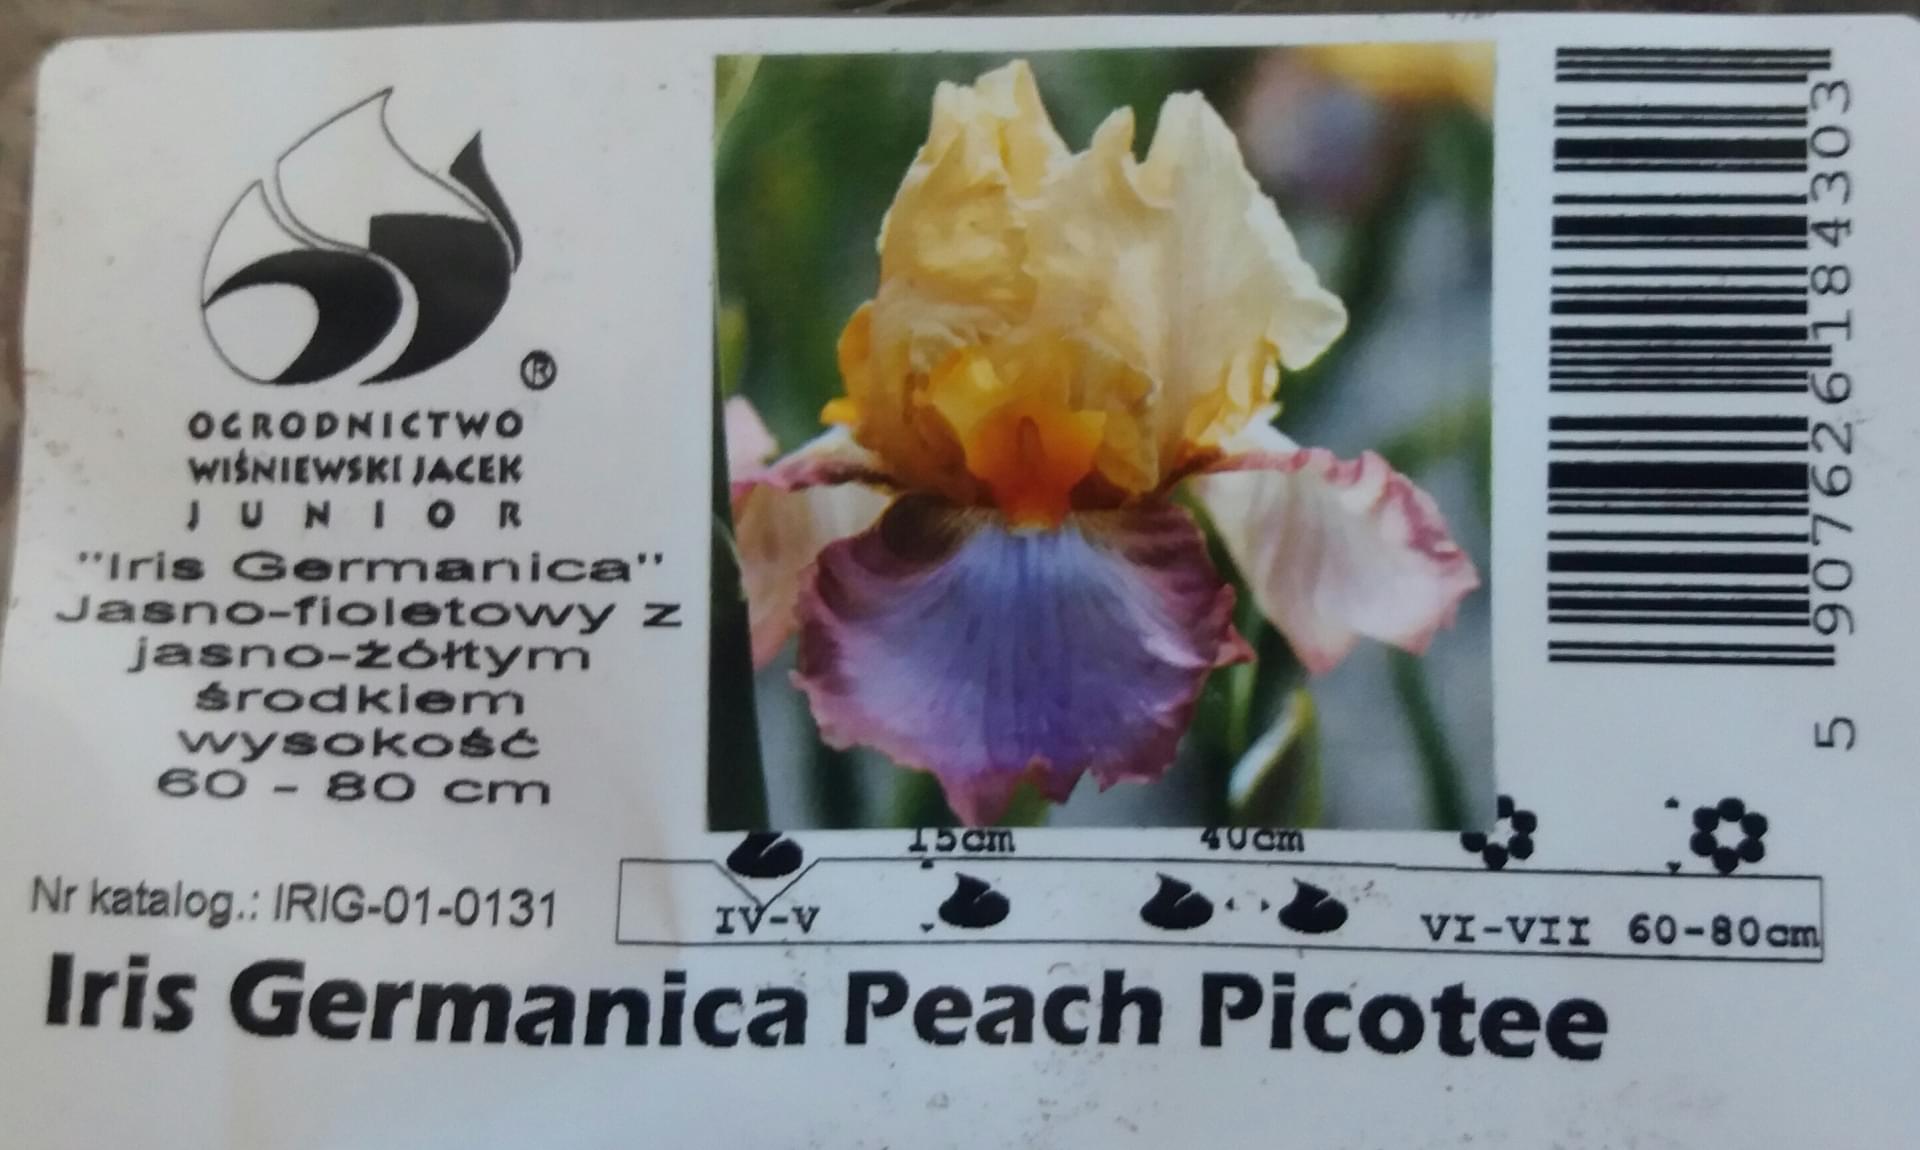 ®
OGRODNICTWO
WIŚNIEWSKI JACEK
JUNIOR
"Iris Germanica"
Jasno-fioletowy z
jasno-żółtym
środkiem
wysokość
60 - 80 cm
5 907626 184303
15cm 40cm
IV-V VI-VII 60-80cm
Nr katalog.: IRIG-01-0131
Iris Germanica Peach Picotee